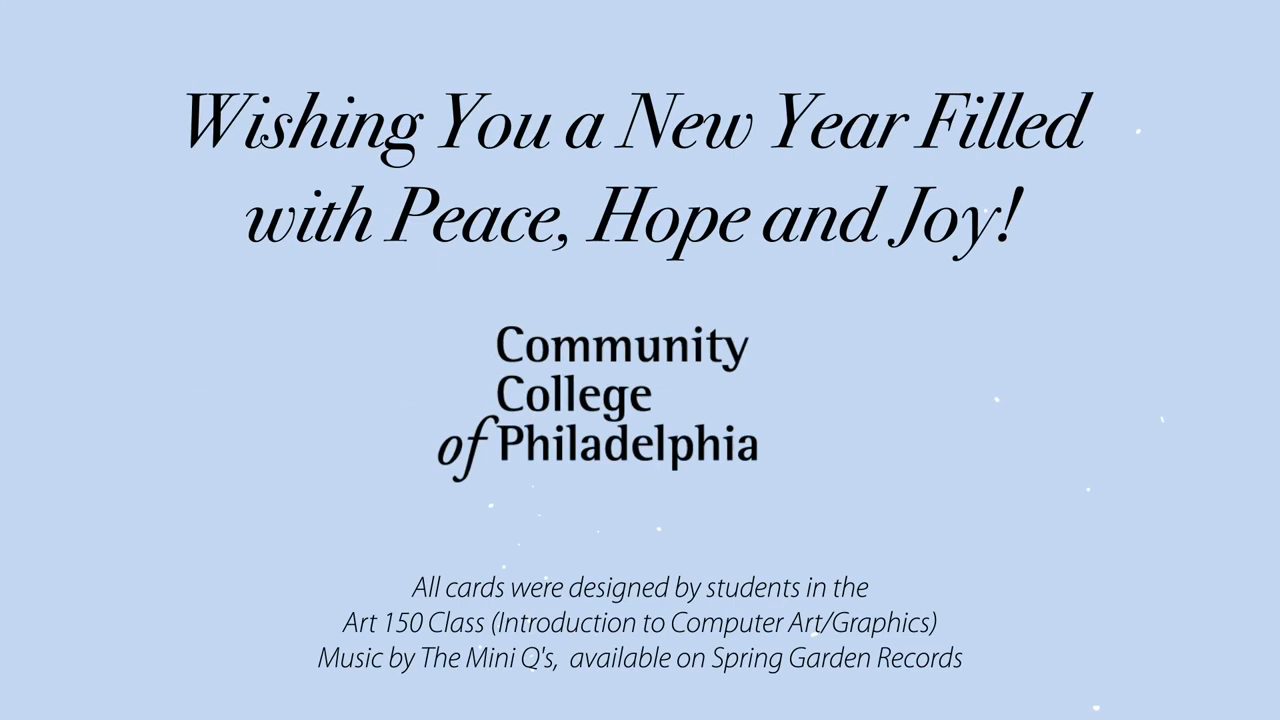 Wishing You a New Year Filled
with Peace, Hope and Joy!
Community
College
of Philadelphia
All cards were designed by students in the
Art 150 Class (Introduction to Computer Art/Graphics)
Music by The Mini Q's,  available on Spring Garden Records